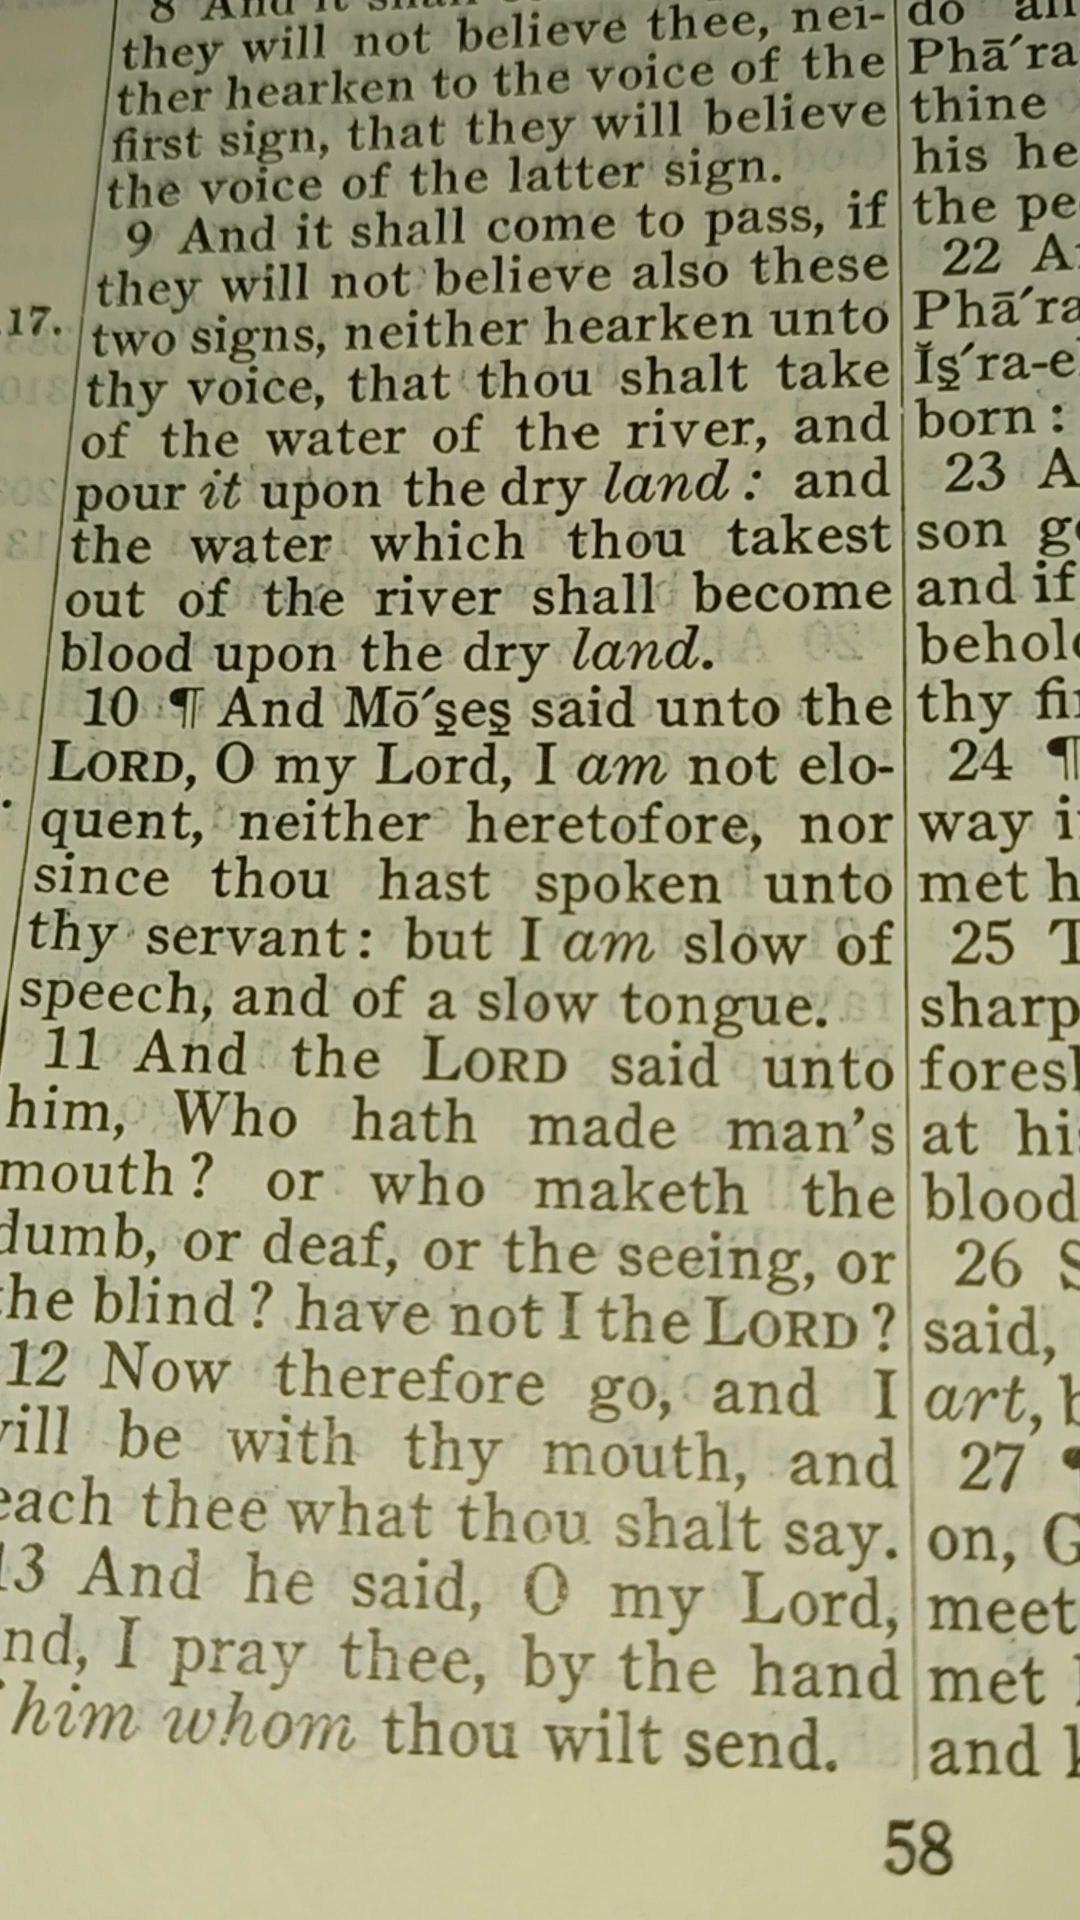 8 And it
they will not believe thee, nei-
ther hearken to the voice of the
first sign, that they will believe
the voice of the latter sign.
9 And it shall come to pass, if
they will not believe also these
two signs, neither hearken unto
thy voice, that thou shalt take
of the water of the river, and
pour it upon the dry land: and
the water which thou takest
out of the river shall become
blood upon the dry land.
10 ¶ And Mō′ṣeṣ said unto the
LORD, O my Lord, I am not elo-
quent, neither heretofore, nor
since thou hast spoken unto
thy servant: but I am slow of
speech, and of a slow tongue.
11 And the LORD said unto
him, Who hath made man's
mouth? or who maketh the
dumb, or deaf, or the seeing, or
the blind? have not I the LORD?
12 Now therefore go, and I
ill be with thy mouth, and
each thee what thou shalt say.
13 And he said, O my Lord,
nd, I pray thee, by the hand
him whom thou wilt send.
17.
do
Phā′ra
thine
his he
the pe
22 A
Phā′ra
Ĭṣ′ra-e
born:
23 A
son g
and if
behol
thy fi
24 ¶
way i
met h
25 T
sharp
fores
at hi
blood
26 S
said,
art, b
27 ¶
on, G
meet
met
and k
58